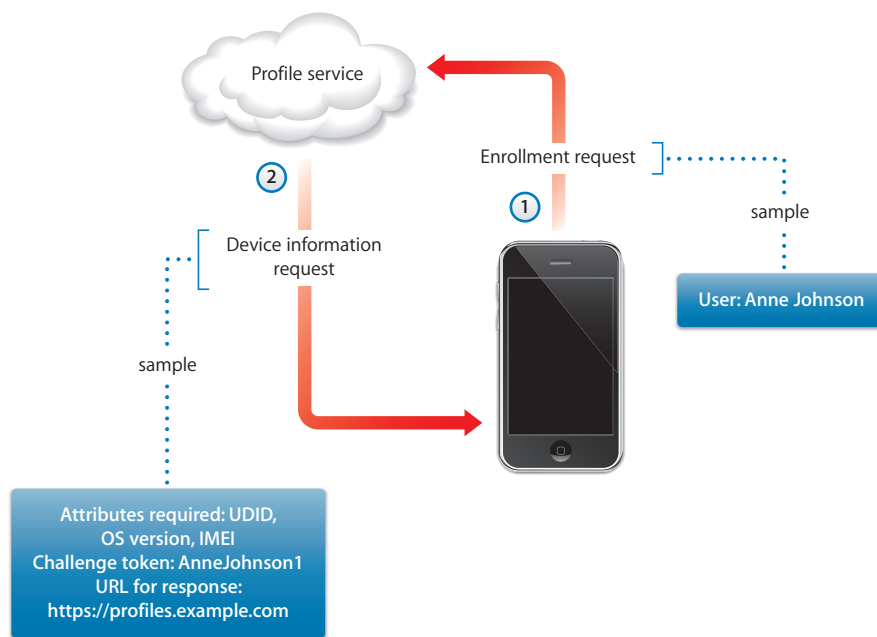 Profile service
Enrollment request
2
1
sample
Device information
request
User: Anne Johnson
sample
Attributes required: UDID,
OS version, IMEI
Challenge token: AnneJohnson1
URL for response:
https://profiles.example.com